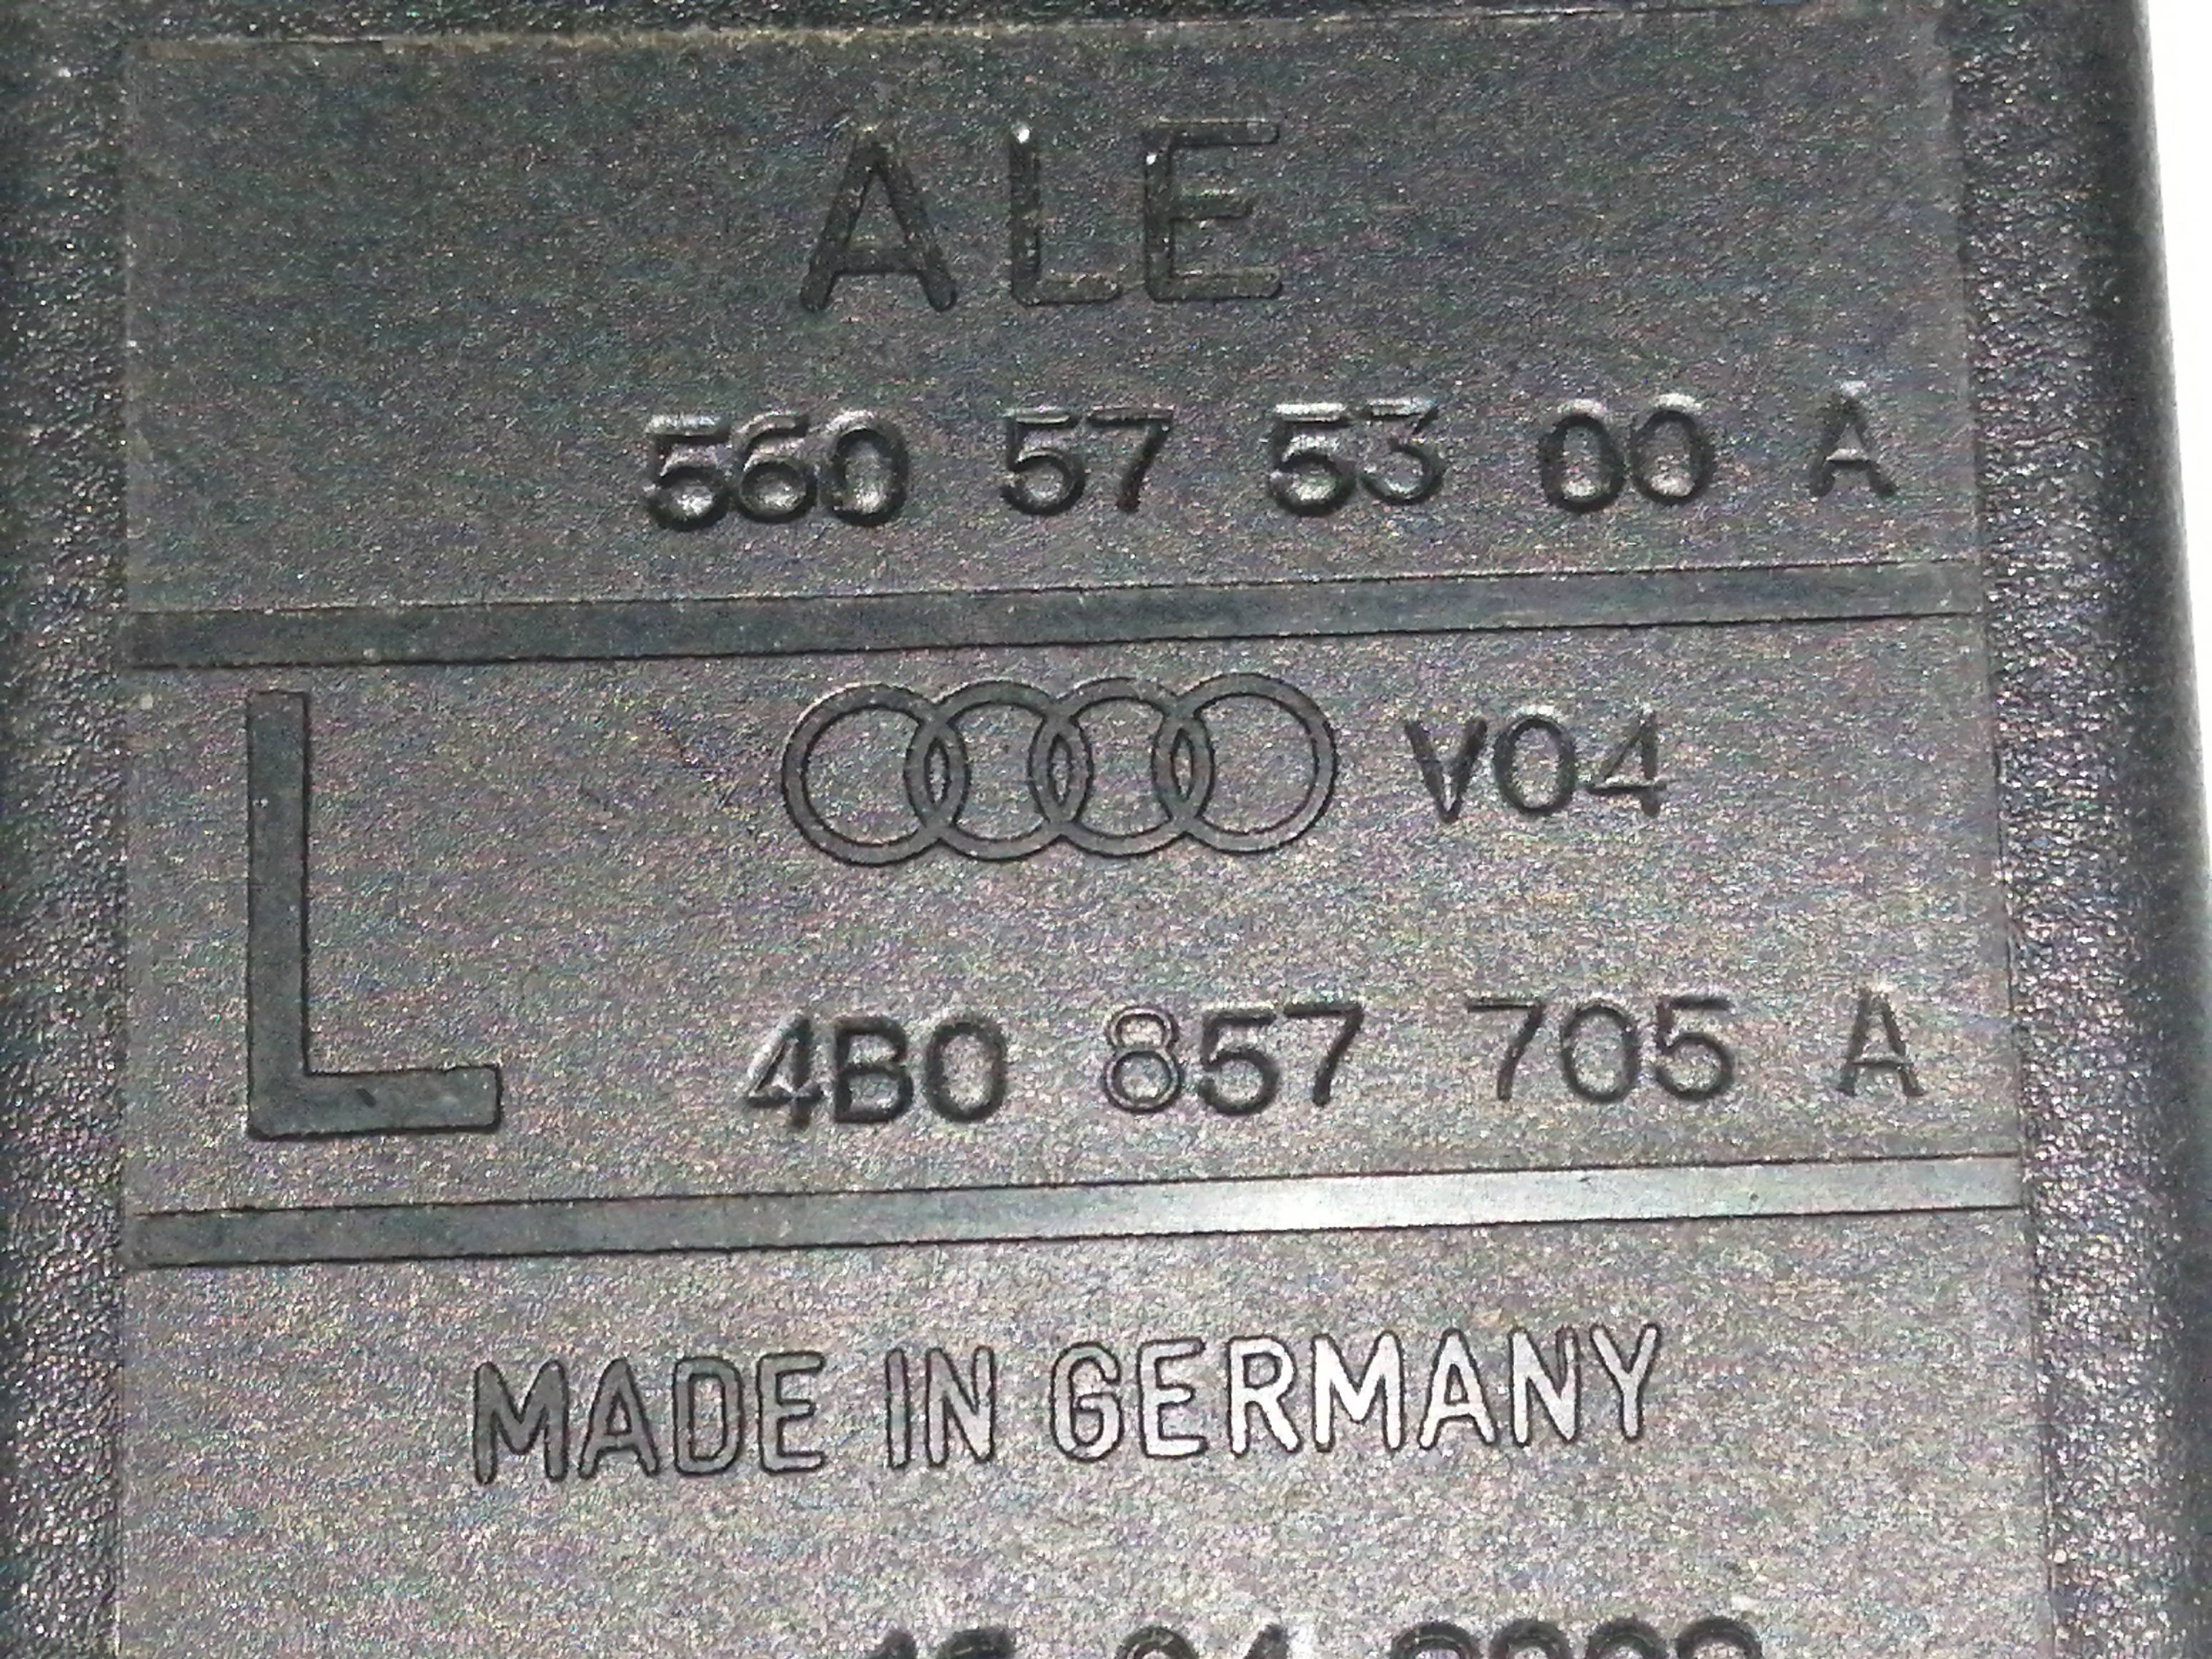 ALE
560 57 53 00 A
V04
L 4B0 857 705 A
MADE IN GERMANY